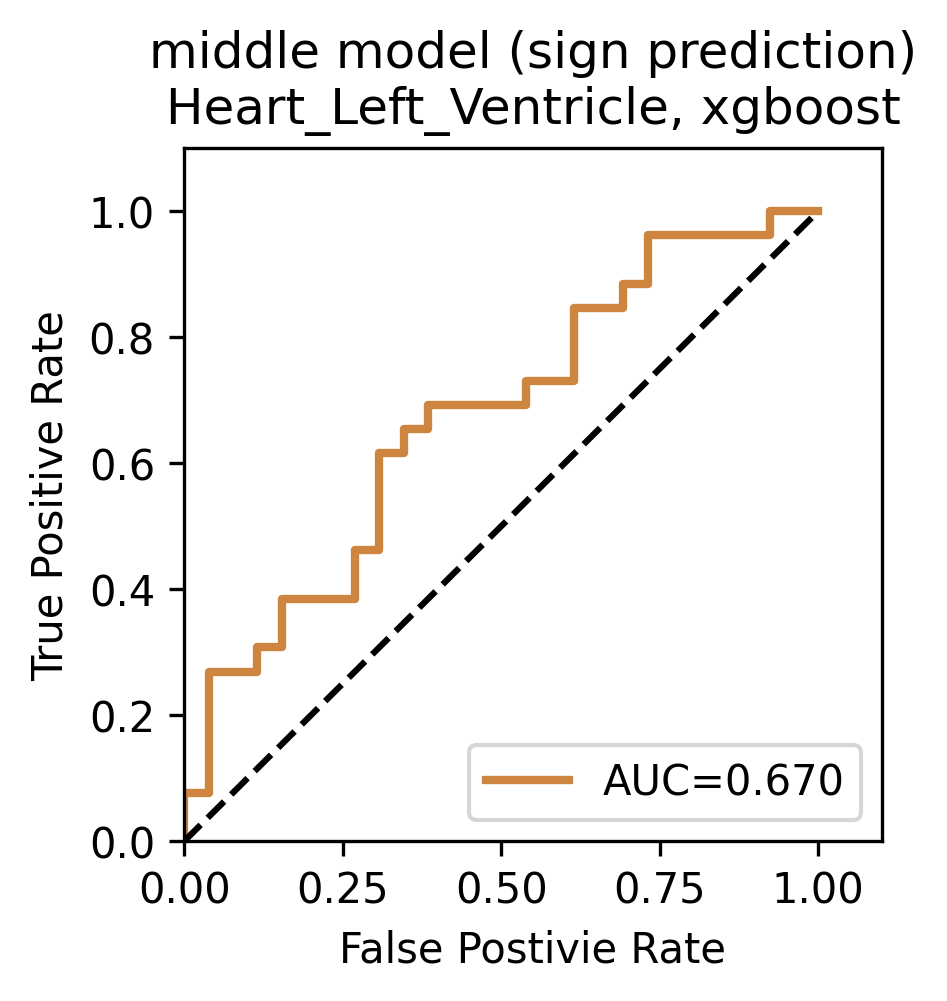 middle model (sign prediction)
Heart_Left_Ventricle, xgboost
True Positive Rate
1.0
0.8
0.6
0.4
0.2
0.0
AUC=0.670
0.00 0.25 0.50 0.75 1.00
False Postivie Rate